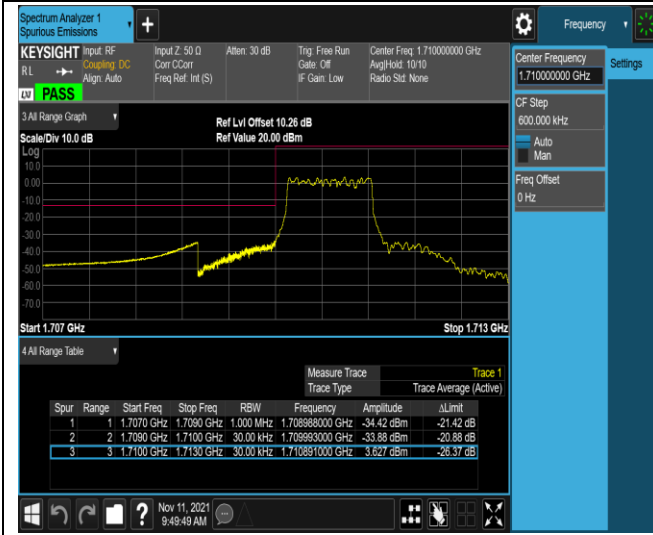 Spectrum Analyzer 1
Spurious Emissions
Frequency
KEYSIGHT
RL
Input: RF
Coupling: DC
Align: Auto
Input Z: 50 Ω
Corr CCorr
Freq Ref: Int (S)
Atten: 30 dB
Trig: Free Run
Gate: Off
IF Gain: Low
Center Freq: 1.710000000 GHz
Avg|Hold: 10/10
Radio Std: None
LXI PASS
Center Frequency
1.710000000 GHz
Settings
CF Step
600.000 kHz
Auto
Man
Freq Offset
0 Hz
3 All Range Graph
Scale/Div 10.0 dB
Ref Lvl Offset 10.26 dB
Ref Value 20.00 dBm
Log
10.0
0.00
-10.0
-20.0
-30.0
-40.0
-50.0
-60.0
-70.0
Start 1.707 GHz
Stop 1.713 GHz
4 All Range Table
Measure Trace Trace 1
Trace Type Trace Average (Active)
Spur Range Start Freq Stop Freq RBW Frequency Amplitude ΔLimit
1 1 1.7070 GHz 1.7090 GHz 1.000 MHz 1.708988000 GHz -34.42 dBm -21.42 dB
2 2 1.7090 GHz 1.7100 GHz 30.00 kHz 1.709993000 GHz -33.88 dBm -20.88 dB
3 3 1.7100 GHz 1.7130 GHz 30.00 kHz 1.710891000 GHz 3.627 dBm -26.37 dB
Nov 11, 2021
9:49:49 AM